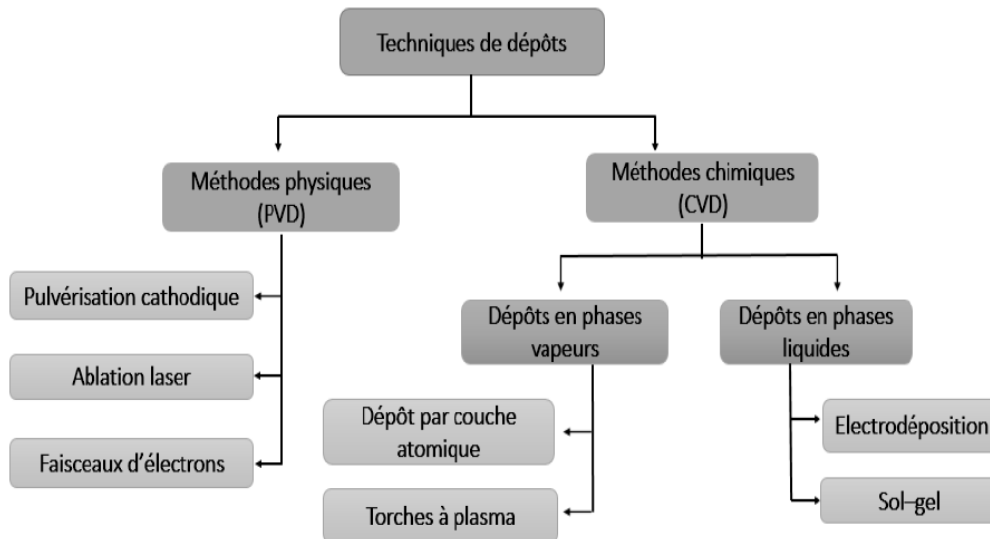 Techniques de dépôts
Méthodes physiques
(PVD)
Méthodes chimiques
(CVD)
Pulvérisation cathodique
Ablation laser
Faisceaux d'électrons
Dépôts en phases
vapeurs
Dépôts en phases
liquides
Dépôt par couche
atomique
Torches à plasma
Electrodéposition
Sol–gel